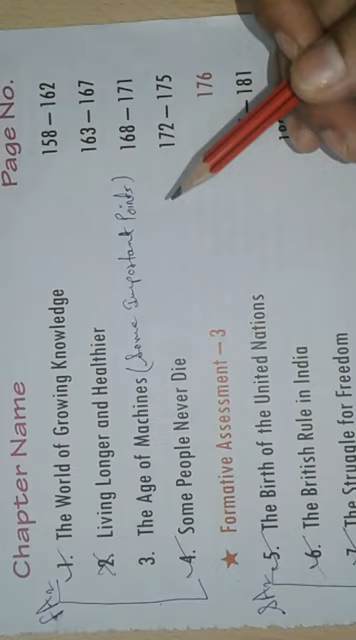 Chapter Name Page No.
1. The World of Growing Knowledge 158 – 162
2. Living Longer and Healthier 163 – 167
3. The Age of Machines (Some Important Points) 168 – 171
4. Some People Never Die 172 – 175
★ Formative Assessment – 3 176
5. The Birth of the United Nations – 181
6. The British Rule in India
7. The Struggle for Freedom